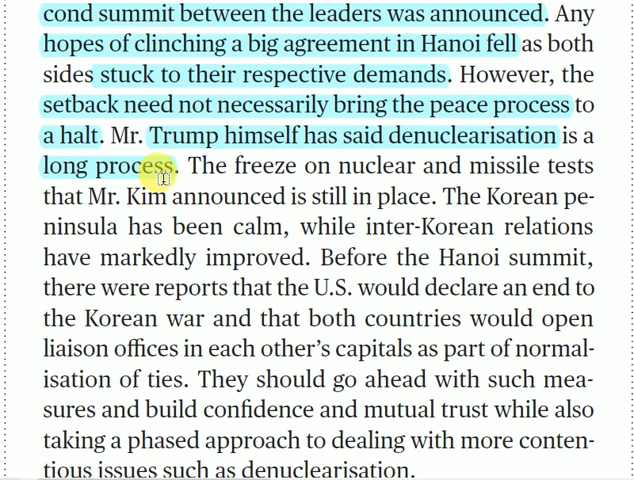 cond summit between the leaders was announced. Any
hopes of clinching a big agreement in Hanoi fell as both
sides stuck to their respective demands. However, the
setback need not necessarily bring the peace process to
a halt. Mr. Trump himself has said denuclearisation is a
long process. The freeze on nuclear and missile tests
that Mr. Kim announced is still in place. The Korean pe-
ninsula has been calm, while inter-Korean relations
have markedly improved. Before the Hanoi summit,
there were reports that the U.S. would declare an end to
the Korean war and that both countries would open
liaison offices in each other’s capitals as part of normal-
isation of ties. They should go ahead with such mea-
sures and build confidence and mutual trust while also
taking a phased approach to dealing with more conten-
tious issues such as denuclearisation.